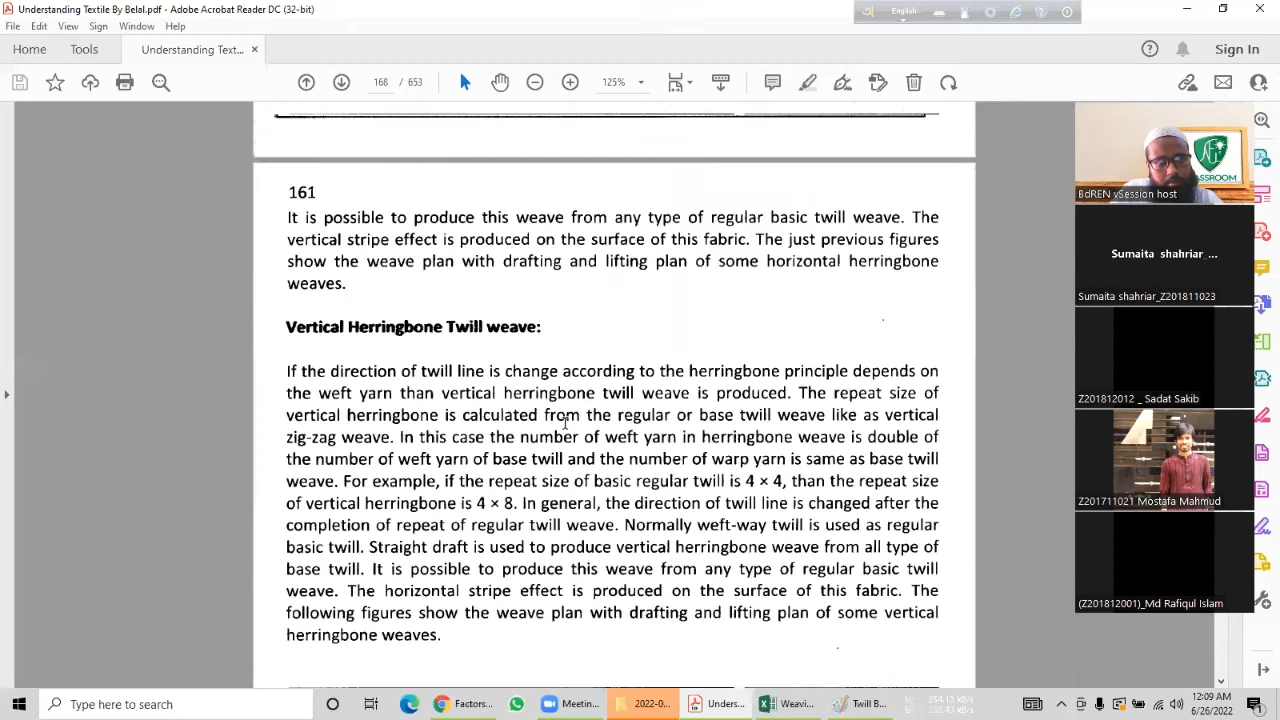 Understanding Textile By Belal.pdf - Adobe Acrobat Reader DC (32-bit)
English
File Edit View Sign Window Help
Home Tools Understanding Text... × Sign In
168 / 653 125%
161
It is possible to produce this weave from any type of regular basic twill weave. The
vertical stripe effect is produced on the surface of this fabric. The just previous figures
show the weave plan with drafting and lifting plan of some horizontal herringbone
weaves.
Vertical Herringbone Twill weave:
If the direction of twill line is change according to the herringbone principle depends on
the weft yarn than vertical herringbone twill weave is produced. The repeat size of
vertical herringbone is calculated from the regular or base twill weave like as vertical
zig-zag weave. In this case the number of weft yarn in herringbone weave is double of
the number of weft yarn of base twill and the number of warp yarn is same as base twill
weave. For example, if the repeat size of basic regular twill is 4 × 4, than the repeat size
of vertical herringbone is 4 × 8. In general, the direction of twill line is changed after the
completion of repeat of regular twill weave. Normally weft-way twill is used as regular
basic twill. Straight draft is used to produce vertical herringbone weave from all type of
base twill. It is possible to produce this weave from any type of regular basic twill
weave. The horizontal stripe effect is produced on the surface of this fabric. The
following figures show the weave plan with drafting and lifting plan of some vertical
herringbone weaves.
BdREN vSession host
Sumaita shahriar_...
Sumaita shahriar_Z201811023
Z201812012 _ Sadat Sakib
Z201711021 Mostafa Mahmud
(Z201812001)_Md Rafiqul Islam
Type here to search
Factors...
Meetin...
2022-0...
Unders...
Weavi...
Twill B...
12:09 AM
6/26/2022